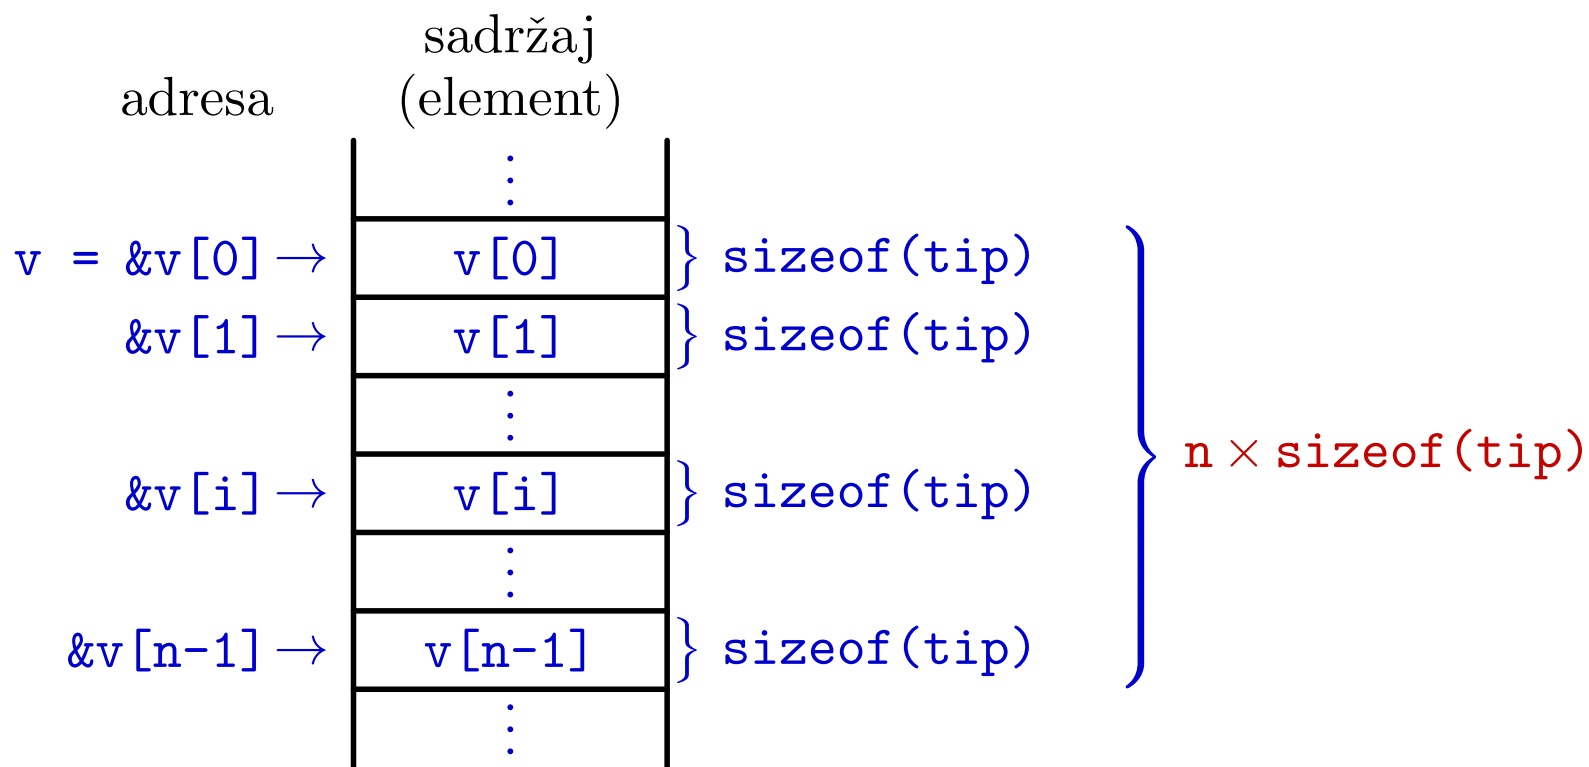 sadržaj
adresa (element)
⋮
v = &v[0] → v[0] } sizeof(tip)
&v[1] → v[1] } sizeof(tip)
⋮
n × sizeof(tip)
&v[i] → v[i] } sizeof(tip)
⋮
&v[n-1] → v[n-1] } sizeof(tip)
⋮